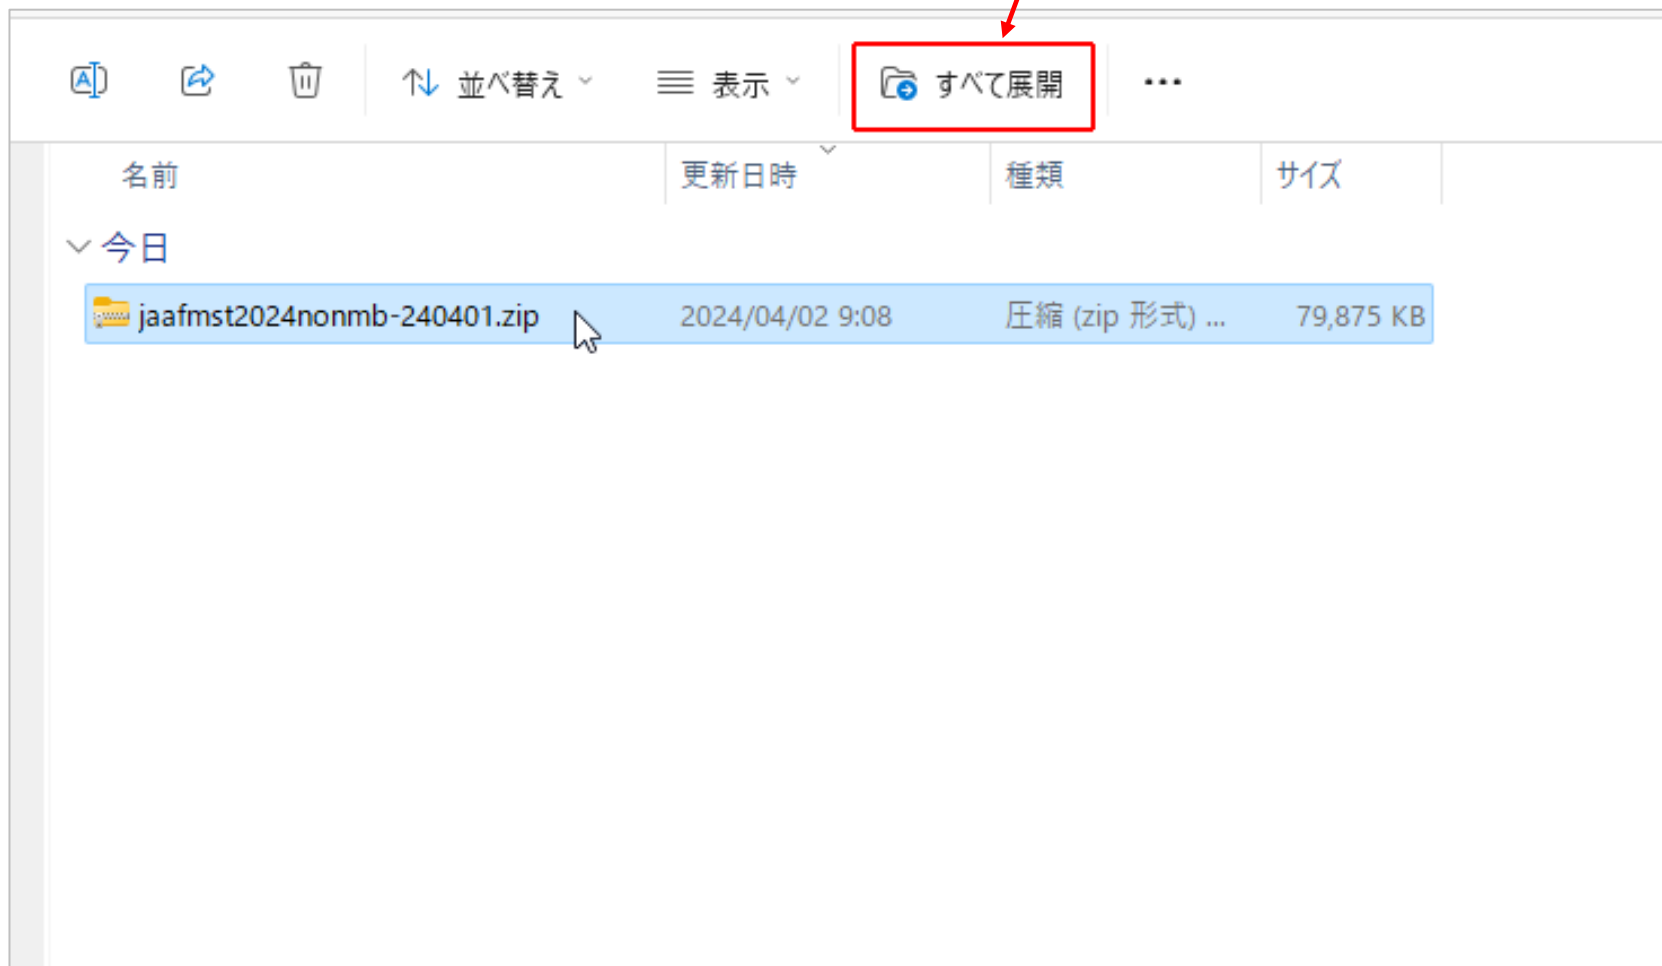 並べ替え 表示 すべて展開
名前 更新日時 種類 サイズ
今日
jaafmst2024nonmb-240401.zip 2024/04/02 9:08 圧縮 (zip 形式) ... 79,875 KB